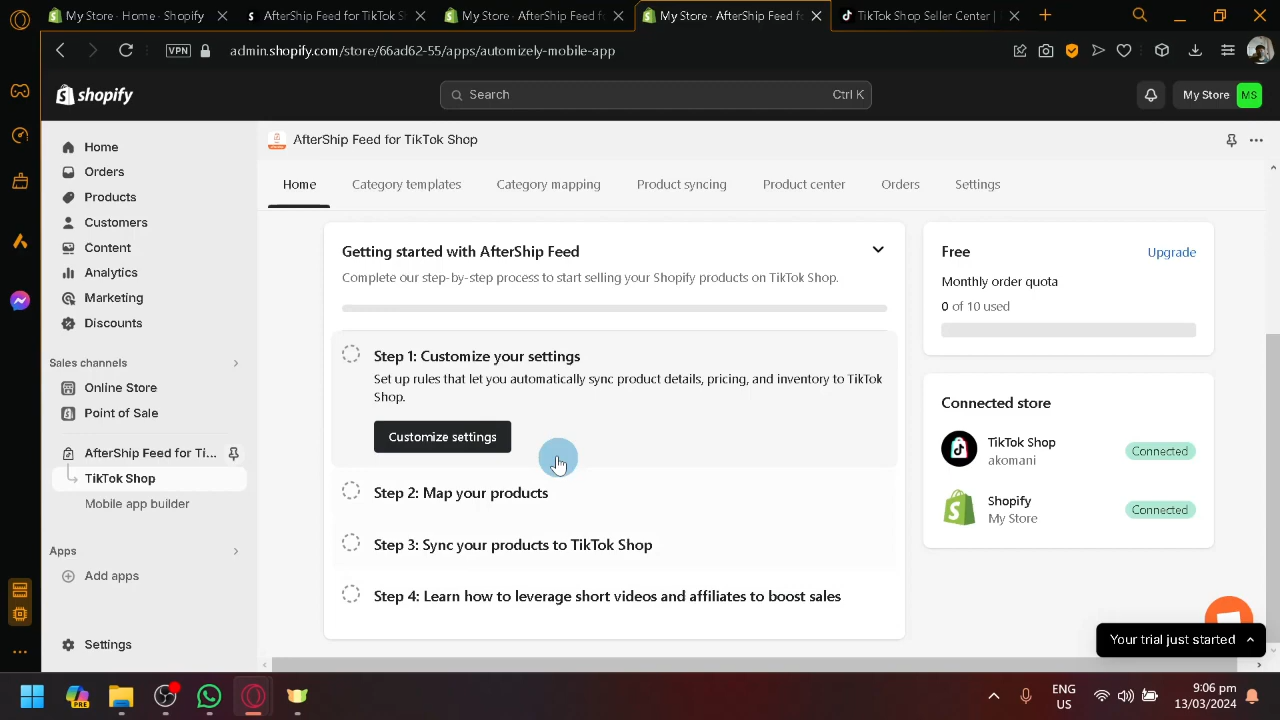 My Store · Home · Shopify
AfterShip Feed for TikTok S
My Store · AfterShip Feed f
My Store · AfterShip Feed fo
TikTok Shop Seller Center |
VPN
admin.shopify.com/store/66ad62-55/apps/automizely-mobile-app
shopify
Search
Ctrl K
My Store
MS
Home
Orders
Products
Customers
Content
Analytics
Marketing
Discounts
Sales channels
Online Store
Point of Sale
AfterShip Feed for Ti...
TikTok Shop
Mobile app builder
Apps
Add apps
Settings
AfterShip Feed for TikTok Shop
Home
Category templates
Category mapping
Product syncing
Product center
Orders
Settings
Getting started with AfterShip Feed
Complete our step-by-step process to start selling your Shopify products on TikTok Shop.
Step 1: Customize your settings
Set up rules that let you automatically sync product details, pricing, and inventory to TikTok
Shop.
Customize settings
Step 2: Map your products
Step 3: Sync your products to TikTok Shop
Step 4: Learn how to leverage short videos and affiliates to boost sales
Free
Upgrade
Monthly order quota
0 of 10 used
Connected store
TikTok Shop
akomani
Connected
Shopify
My Store
Connected
Your trial just started
PRE
ENG
US
9:06 pm
13/03/2024